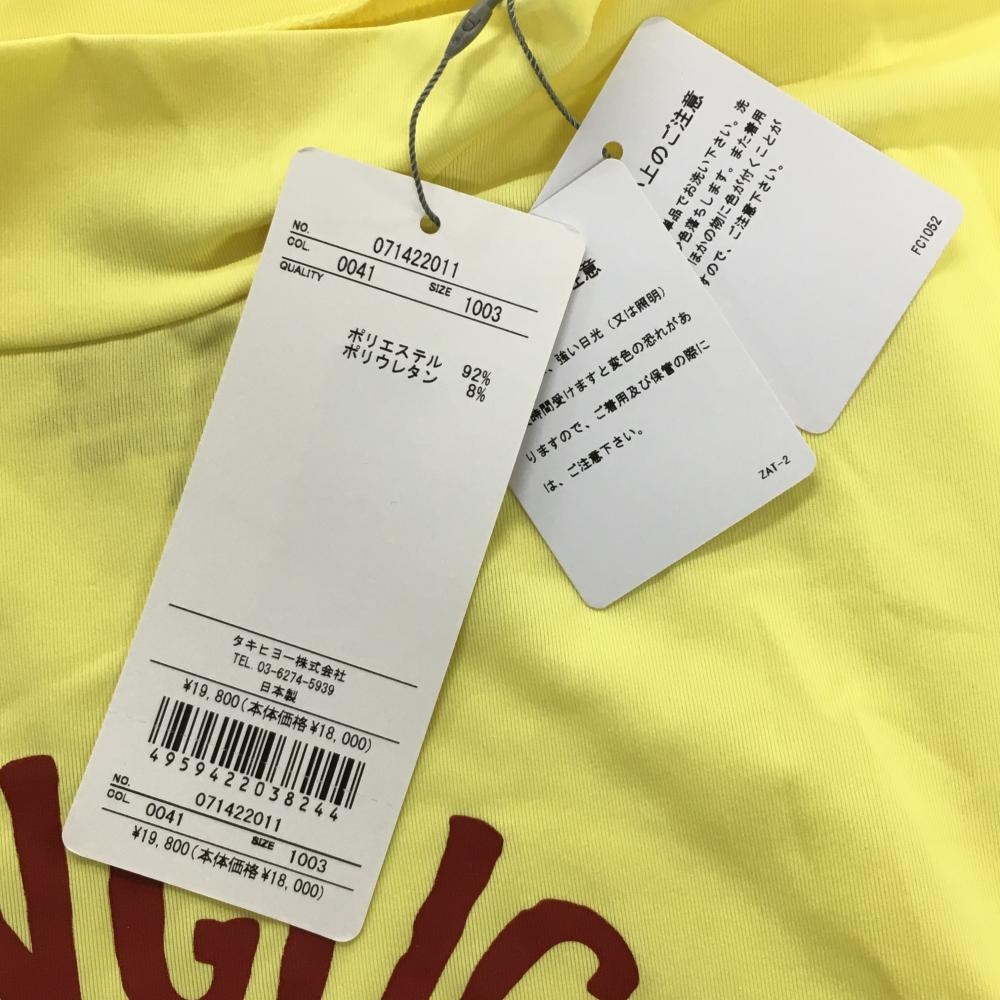 NO. 071422011
COL. 0041 SIZE 1003
QUALITY
ポリエステル 92%
ポリウレタン 8%
タキヒヨー株式会社
TEL. 03-6274-5939
日本製
¥19,800(本体価格¥18,000)
4959422038244
NO. 071422011
COL. 0041 SIZE 1003
¥19,800(本体価格¥18,000)
注意
、強い日光(又は照明)
時間受けますと変色の恐れがあ
りますので、ご着用及び保管の際に
は、ご注意下さい。
ZAT-2
上のご注意
品でお洗い下さい。洗
色落ちします。また着用
ほかの物に色が付くことが
すので、ご注意下さい。
FC1052
NGUS